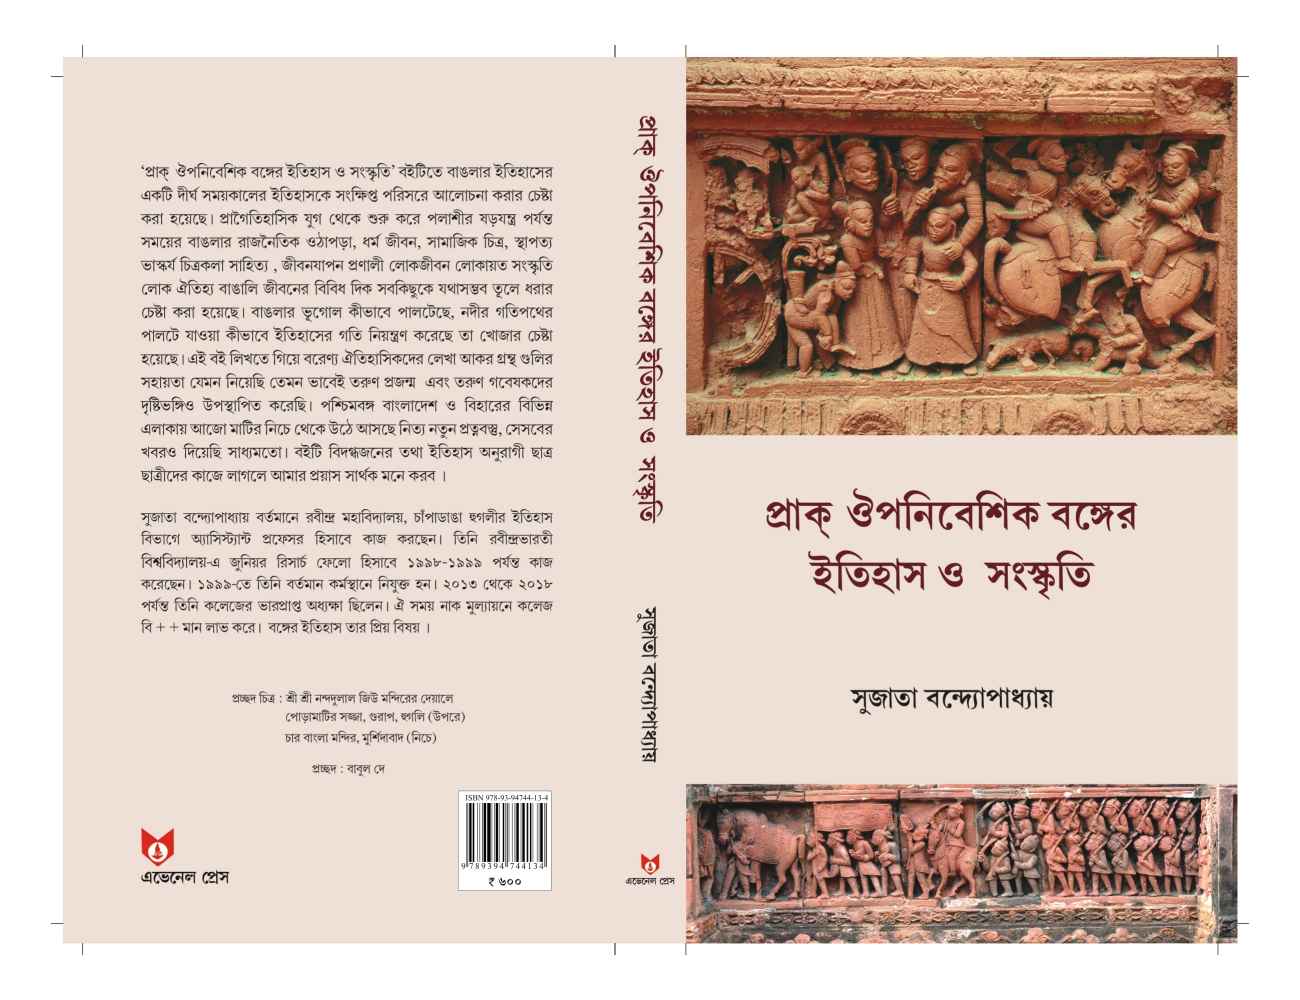 ‘প্রাক্ ঔপনিবেশিক বঙ্গের ইতিহাস ও সংস্কৃতি’ বইটিতে বাঙলার ইতিহাসের
একটি দীর্ঘ সময়কালের ইতিহাসকে সংক্ষিপ্ত পরিসরে আলোচনা করার চেষ্টা
করা হয়েছে। প্রাগৈতিহাসিক যুগ থেকে শুরু করে পলাশীর ষড়যন্ত্র পর্যন্ত
সময়ের বাঙলার রাজনৈতিক ওঠাপড়া, ধর্ম জীবন, সামাজিক চিত্র, স্থাপত্য
ভাস্কর্য চিত্রকলা সাহিত্য , জীবনযাপন প্রণালী লোকজীবন লোকায়ত সংস্কৃতি
লোক ঐতিহ্য বাঙালি জীবনের বিবিধ দিক সবকিছুকে যথাসম্ভব তুলে ধরার
চেষ্টা করা হয়েছে। বাঙলার ভূগোল কীভাবে পালটেছে, নদীর গতিপথের
পালটে যাওয়া কীভাবে ইতিহাসের গতি নিয়ন্ত্রণ করেছে তা খোজার চেষ্টা
হয়েছে। এই বই লিখতে গিয়ে বরেণ্য ঐতিহাসিকদের লেখা আকর গ্রন্থ গুলির
সহায়তা যেমন নিয়েছি তেমন ভাবেই তরুণ প্রজন্ম এবং তরুণ গবেষকদের
দৃষ্টিভঙ্গিও উপস্থাপিত করেছি। পশ্চিমবঙ্গ বাংলাদেশ ও বিহারের বিভিন্ন
এলাকায় আজো মাটির নিচে থেকে উঠে আসছে নিত্য নতুন প্রত্নবস্তু, সেসবের
খবরও দিয়েছি সাধ্যমতো। বইটি বিদগ্ধজনের তথা ইতিহাস অনুরাগী ছাত্র
ছাত্রীদের কাজে লাগলে আমার প্রয়াস সার্থক মনে করব ।
সুজাতা বন্দ্যোপাধ্যায় বর্তমানে রবীন্দ্র মহাবিদ্যালয়, চাঁপাডাঙা হুগলীর ইতিহাস
বিভাগে অ্যাসিস্ট্যান্ট প্রফেসর হিসাবে কাজ করছেন। তিনি রবীন্দ্রভারতী
বিশ্ববিদ্যালয়-এ জুনিয়র রিসার্চ ফেলো হিসাবে ১৯৯৮-১৯৯৯ পর্যন্ত কাজ
করেছেন। ১৯৯৯-তে তিনি বর্তমান কর্মস্থানে নিযুক্ত হন। ২০১৩ থেকে ২০১৮
পর্যন্ত তিনি কলেজের ভারপ্রাপ্ত অধ্যক্ষা ছিলেন। ঐ সময় নাক মুল্যায়নে কলেজ
বি + + মান লাভ করে। বঙ্গের ইতিহাস তার প্রিয় বিষয় ।
প্রচ্ছদ চিত্র : শ্রী শ্রী নন্দদুলাল জিউ মন্দিরের দেয়ালে
পোড়ামাটির সজ্জা, গুরাপ, হুগলি (উপরে)
চার বাংলা মন্দির, মুর্শিদাবাদ (নিচে)
প্রচ্ছদ : বাবুল দে
ISBN 978-93-94744-13-4
9 789394 744134
₹ ৬০০
এভেনেল প্রেস
প্রাক্ ঔপনিবেশিক বঙ্গের ইতিহাস ও সংস্কৃতি
সুজাতা বন্দ্যোপাধ্যায়
এভেনেল প্রেস
প্রাক্ ঔপনিবেশিক বঙ্গের
ইতিহাস ও সংস্কৃতি
সুজাতা বন্দ্যোপাধ্যায়